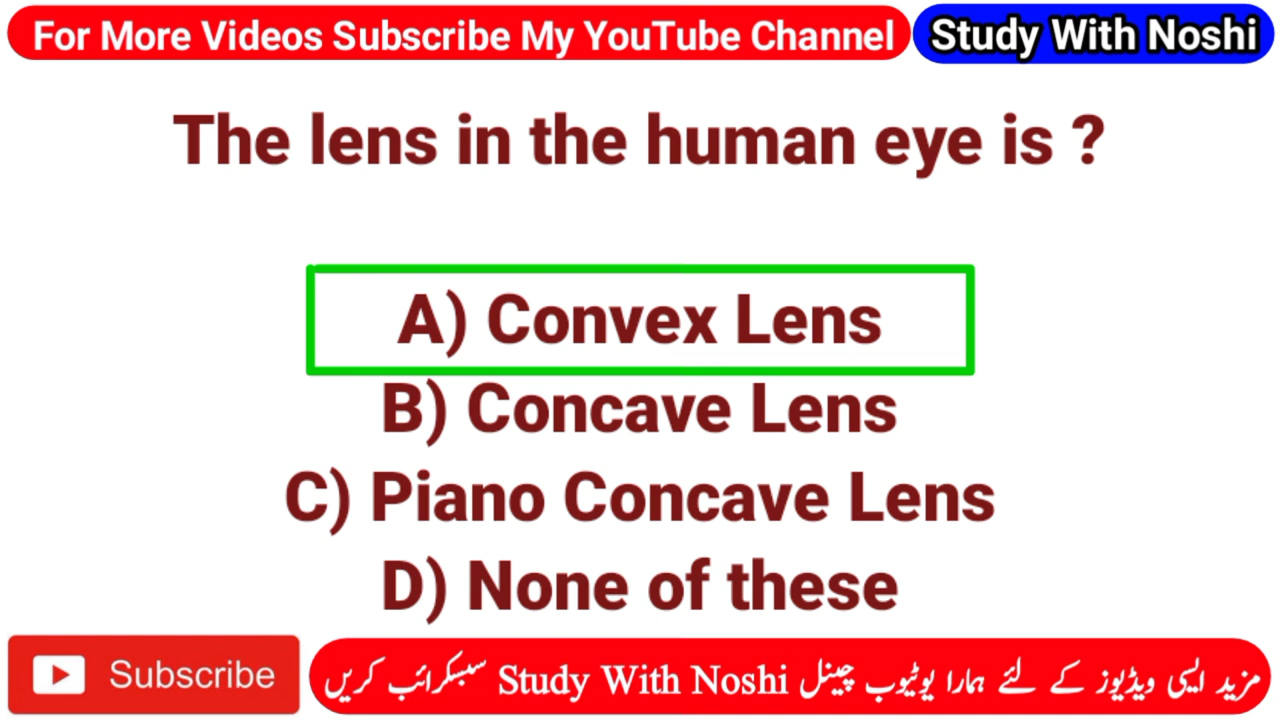 For More Videos Subscribe My YouTube Channel
Study With Noshi
The lens in the human eye is ?
A) Convex Lens
B) Concave Lens
C) Piano Concave Lens
D) None of these
Subscribe
مزید ایسی ویڈیوز کے لئے ہمارا یوٹیوب چینل Study With Noshi سبسکرائب کریں